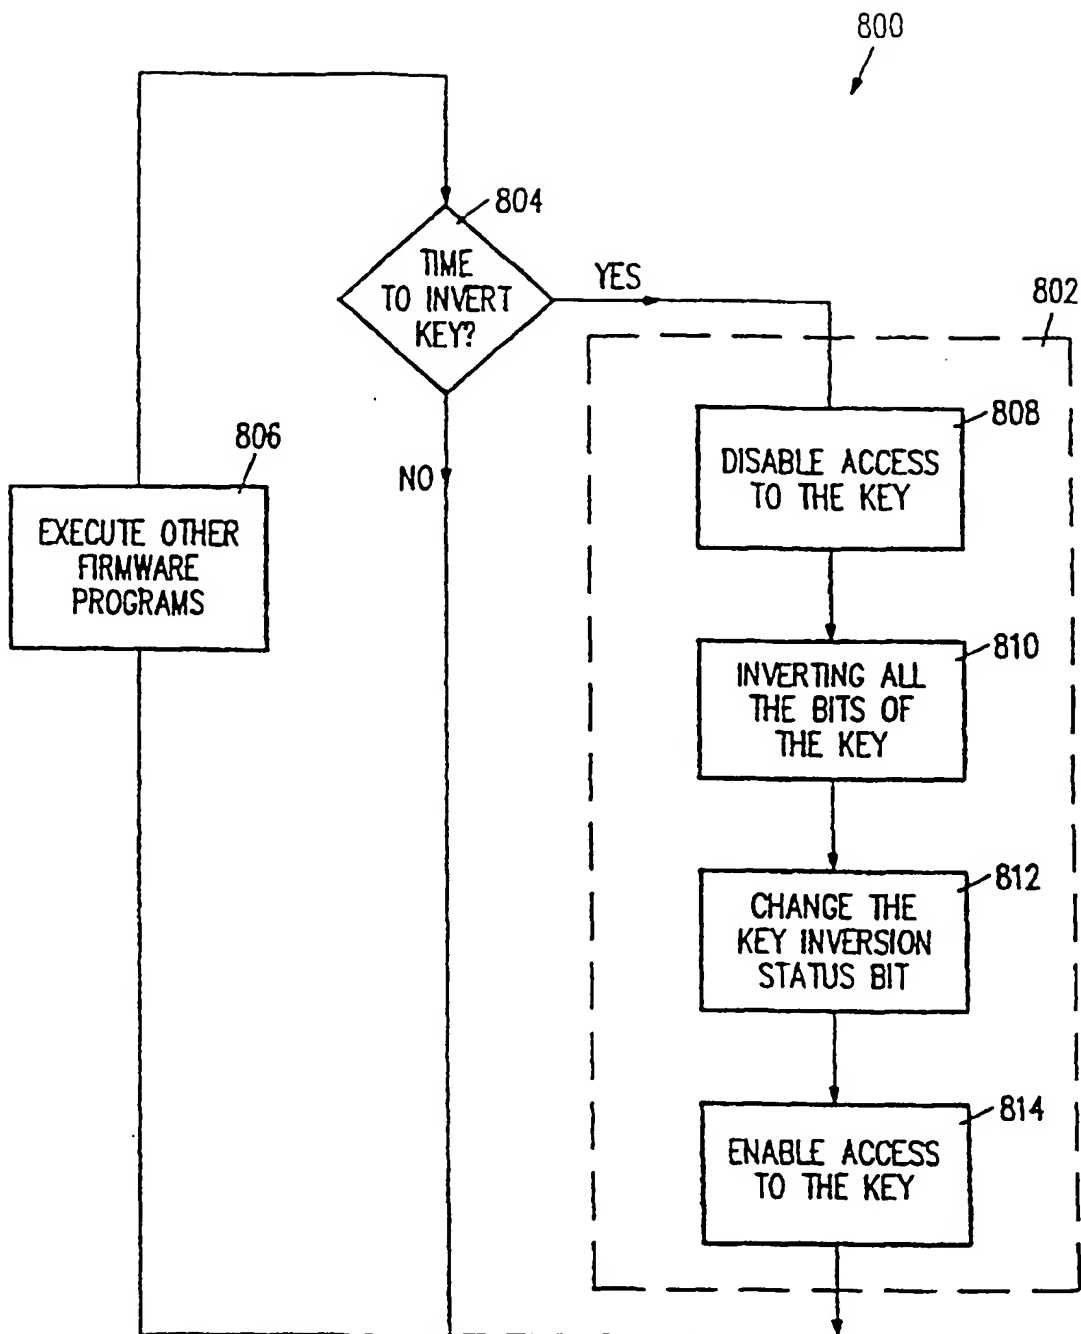 800
804
TIME
TO INVERT
KEY?
YES
802
808
DISABLE ACCESS
TO THE KEY
806
NO
EXECUTE OTHER
FIRMWARE
PROGRAMS
810
INVERTING ALL
THE BITS OF
THE KEY
812
CHANGE THE
KEY INVERSION
STATUS BIT
814
ENABLE ACCESS
TO THE KEY